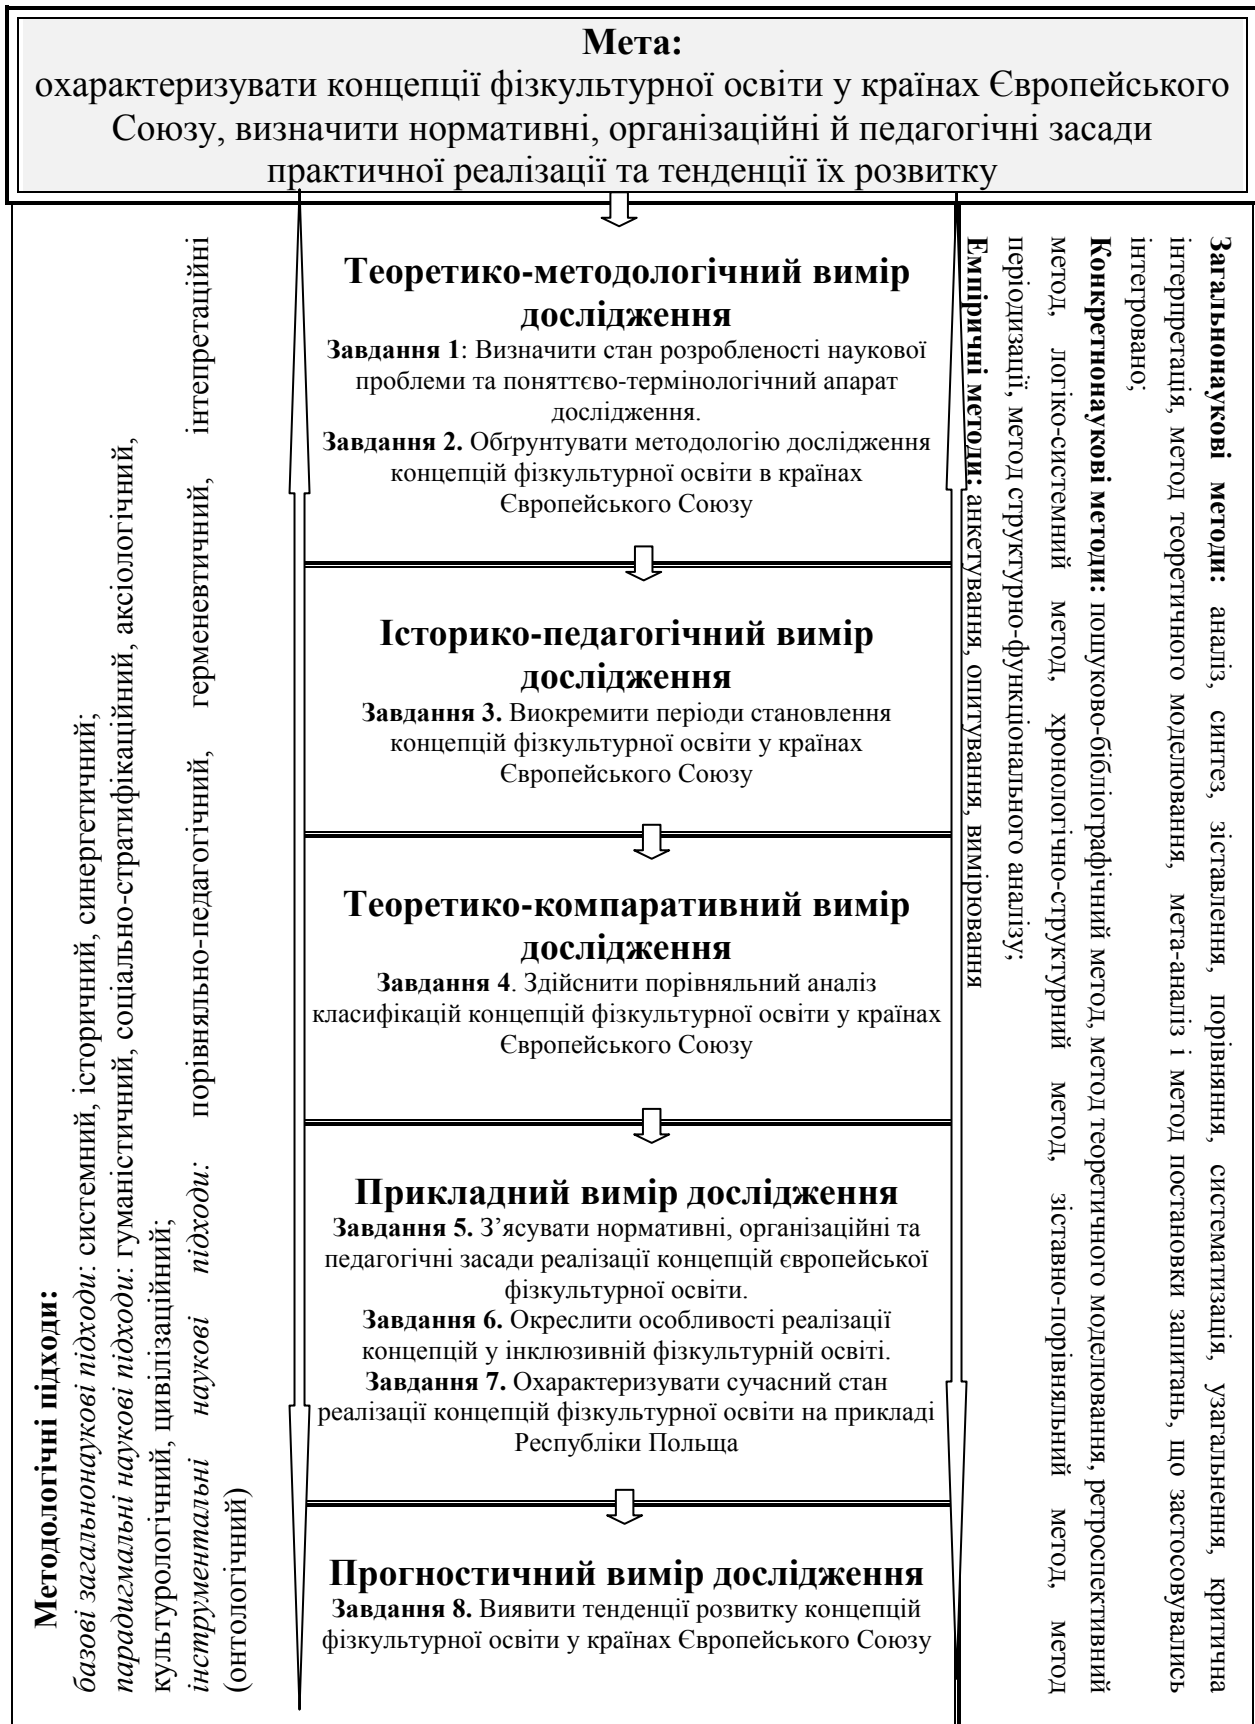 Мета:
охарактеризувати концепції фізкультурної освіти у країнах Європейського
Союзу, визначити нормативні, організаційні й педагогічні засади
практичної реалізації та тенденції їх розвитку
Методологічні підходи:
базові загальнонаукові підходи: системний, історичний, синергетичний;
парадигмальні наукові підходи: гуманістичний, соціально-стратифікаційний, аксіологічний,
культурологічний, цивілізаційний;
інструментальні наукові підходи: порівняльно-педагогічний, герменевтичний, інтепретаційні
(онтологічний)
Теоретико-методологічний вимір
дослідження
Завдання 1: Визначити стан розробленості наукової
проблеми та поняттєво-термінологічний апарат
дослідження.
Завдання 2. Обґрунтувати методологію дослідження
концепцій фізкультурної освіти в країнах
Європейського Союзу
Історико-педагогічний вимір
дослідження
Завдання 3. Виокремити періоди становлення
концепцій фізкультурної освіти у країнах
Європейського Союзу
Теоретико-компаративний вимір
дослідження
Завдання 4. Здійснити порівняльний аналіз
класифікацій концепцій фізкультурної освіти у країнах
Європейського Союзу
Прикладний вимір дослідження
Завдання 5. З’ясувати нормативні, організаційні та
педагогічні засади реалізації концепцій європейської
фізкультурної освіти.
Завдання 6. Окреслити особливості реалізації
концепцій у інклюзивній фізкультурній освіті.
Завдання 7. Охарактеризувати сучасний стан
реалізації концепцій фізкультурної освіти на прикладі
Республіки Польща
Прогностичний вимір дослідження
Завдання 8. Виявити тенденції розвитку концепцій
фізкультурної освіти у країнах Європейського Союзу
Загальнонаукові методи: аналіз, синтез, зіставлення, порівняння, систематизація, узагальнення, критична
інтерпретація, метод теоретичного моделювання, мета-аналіз і метод постановки запитань, що застосовувались
інтегровано;
Конкретнонаукові методи: пошуково-бібліографічний метод, метод теоретичного моделювання, ретроспективний
метод, логіко-системний метод, хронологічно-структурний метод, зіставно-порівняльний метод, метод
періодизації, метод структурно-функціонального аналізу;
Емпіричні методи: анкетування, опитування, вимірювання